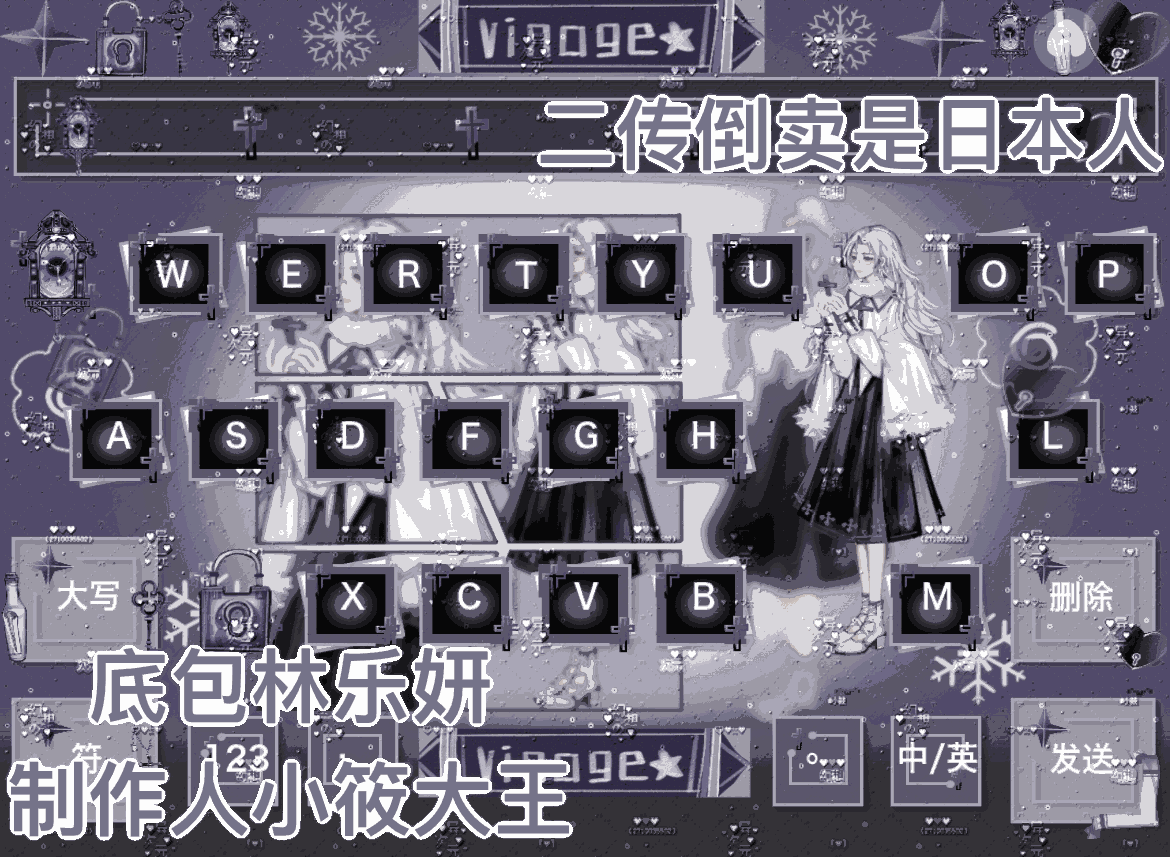 Vinage★
二传倒卖是日本人
W E R T Y U O P
A S D F G H L
大写 X C V B M 删除
底包林乐妍
符 123 Vinage★ 。 中/英 发送
制作人小筱大王